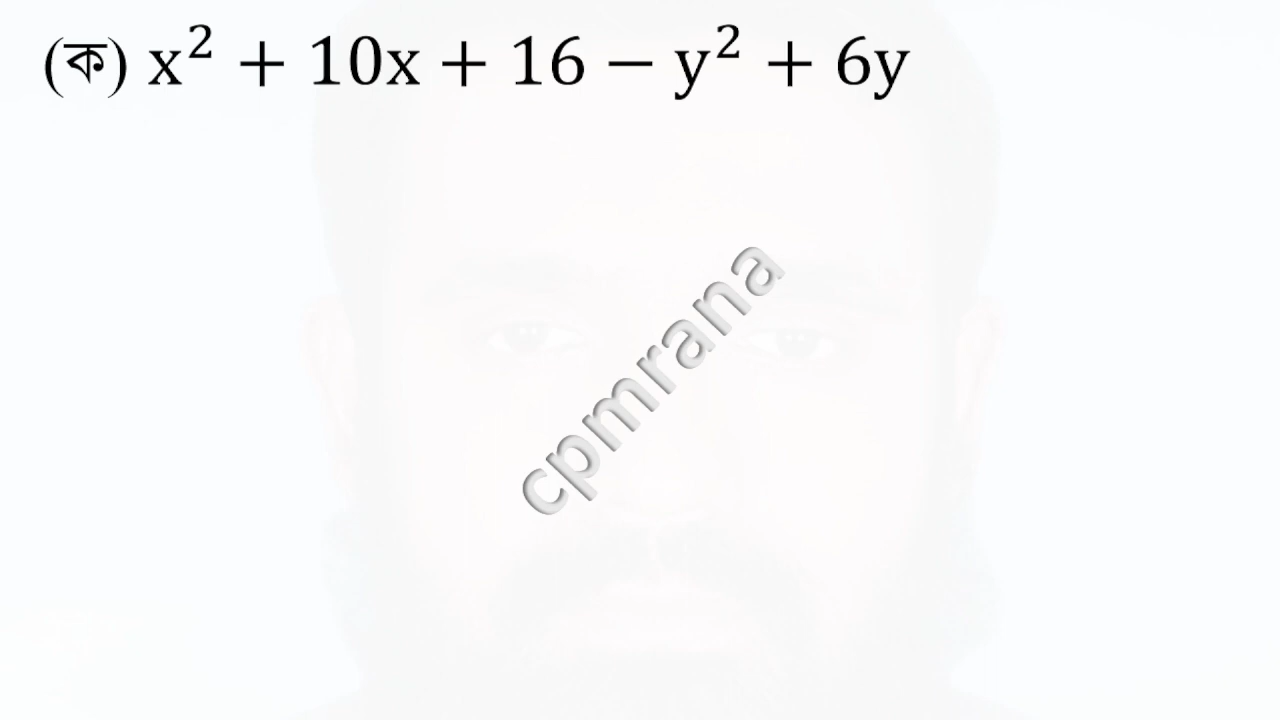 (ক) x² + 10x + 16 − y² + 6y
cpmrana